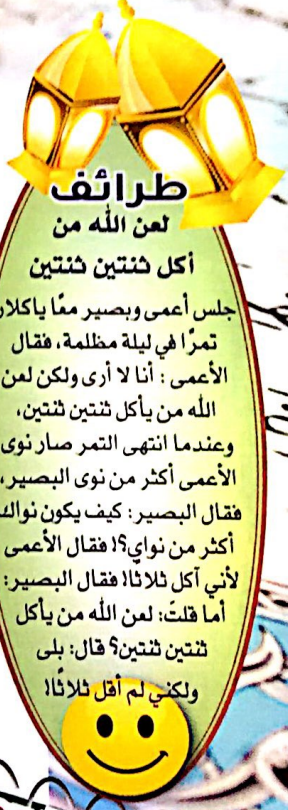 طرائف
لعن الله من
أكل ثنتين ثنتين
جلس أعمى وبصير معًا ياكلان
تمرًا في ليلة مظلمة، فقال
الأعمى : أنا لا أرى ولكن لعن
الله من يأكل ثنتين ثنتين،
وعندما انتهى التمر صار نوى
الأعمى أكثر من نوى البصير،
فقال البصير: كيف يكون نواك
أكثر من نواي؟! فقال الأعمى
لأني آكل ثلاثًا! فقال البصير:
أما قلتَ: لعن الله من يأكل
ثنتين ثنتين؟ قال: بلى
ولكني لم أقل ثلاثًا!